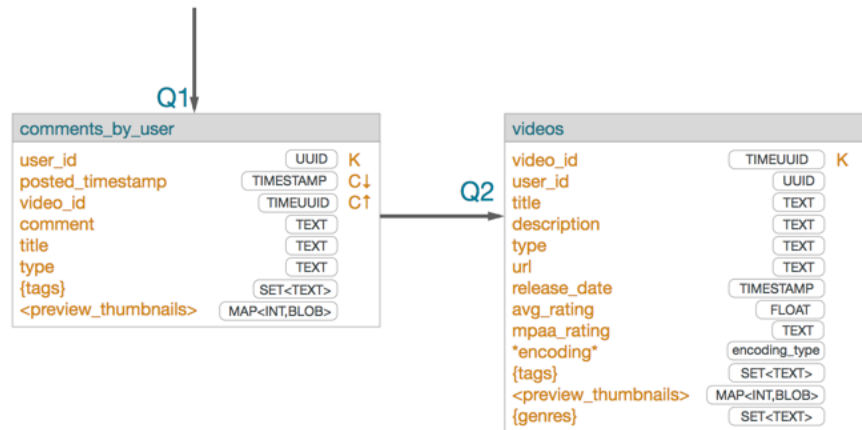 Q1
comments_by_user
user_id UUID K
posted_timestamp TIMESTAMP C↓
video_id TIMEUUID C↑
comment TEXT
title TEXT
type TEXT
{tags} SET<TEXT>
<preview_thumbnails> MAP<INT,BLOB>
Q2
videos
video_id TIMEUUID K
user_id UUID
title TEXT
description TEXT
type TEXT
url TEXT
release_date TIMESTAMP
avg_rating FLOAT
mpaa_rating TEXT
*encoding* encoding_type
{tags} SET<TEXT>
<preview_thumbnails> MAP<INT,BLOB>
{genres} SET<TEXT>